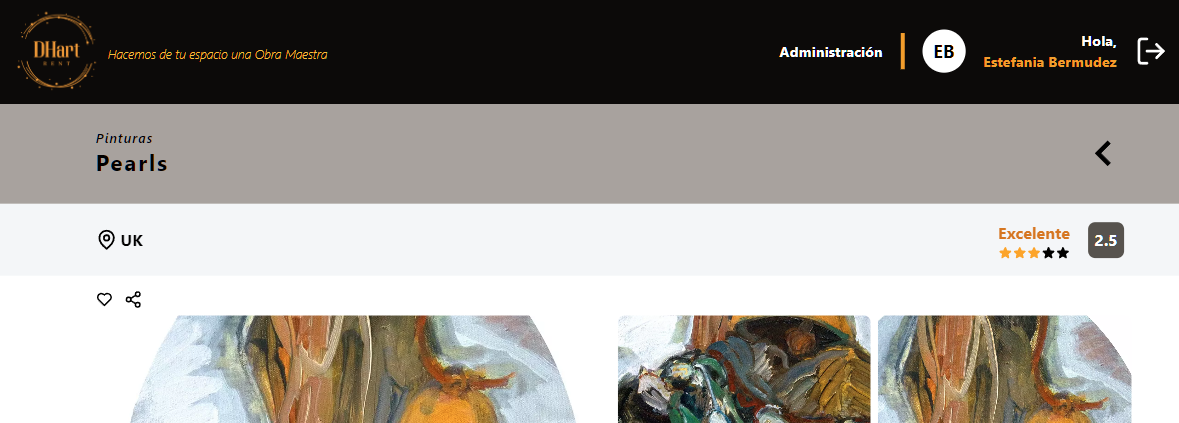 DHart
RENT
Hacemos de tu espacio una Obra Maestra
Administración
EB
Hola,
Estefania Bermudez
Pinturas
Pearls
UK
Excelente
2.5